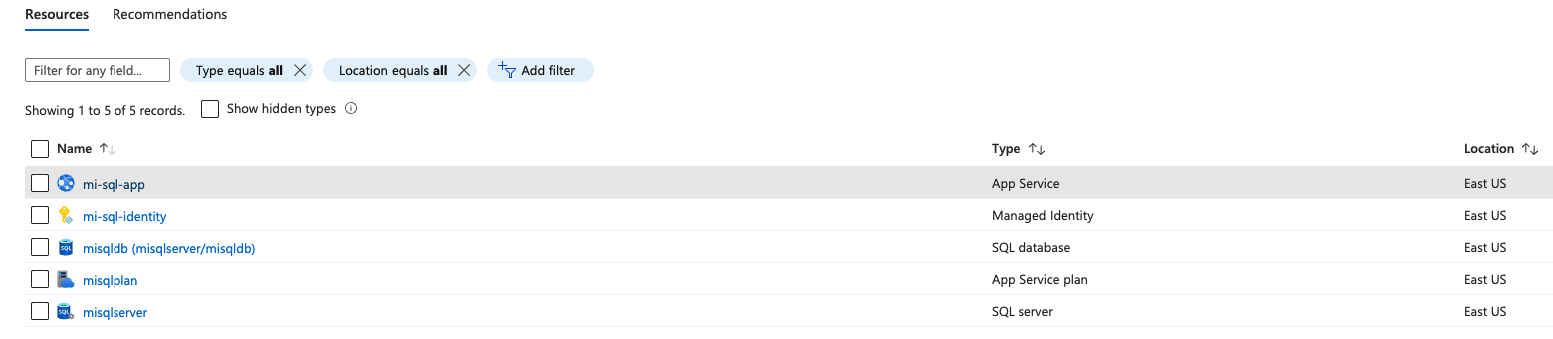 Resources Recommendations
Filter for any field... Type equals all Location equals all Add filter
Showing 1 to 5 of 5 records. Show hidden types
Name Type Location
mi-sql-app App Service East US
mi-sql-identity Managed Identity East US
misqldb (misqlserver/misqldb) SQL database East US
misqlplan App Service plan East US
misqlserver SQL server East US